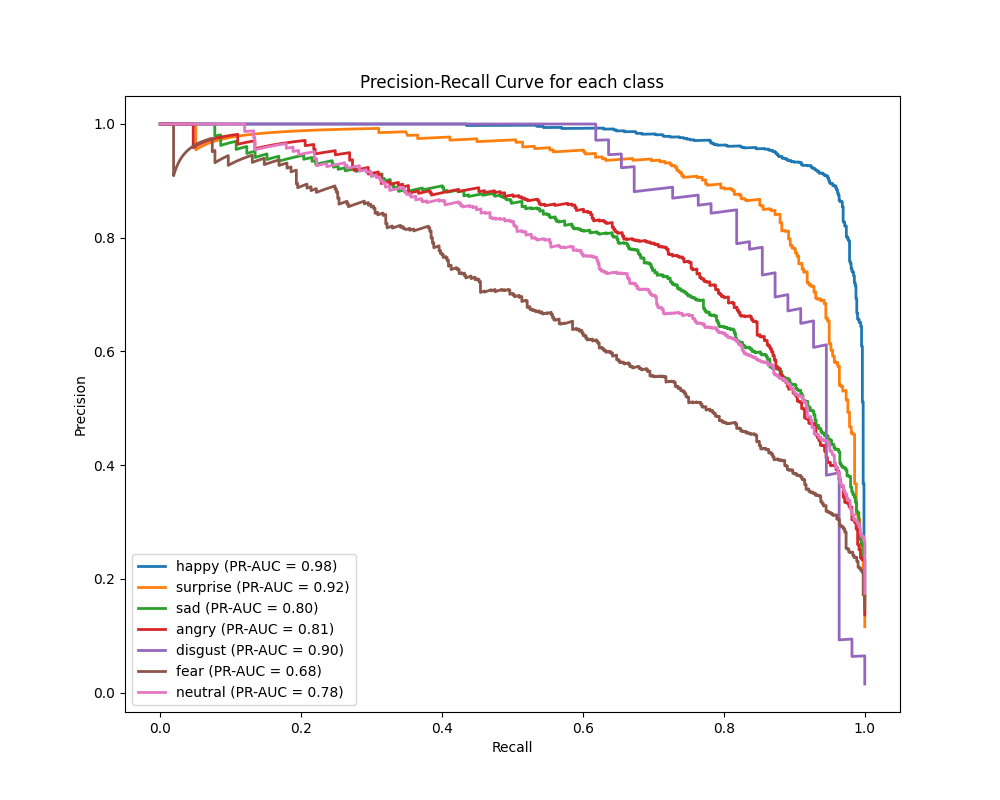 Precision-Recall Curve for each class
Precision
1.0
0.8
0.6
0.4
0.2
0.0
happy (PR-AUC = 0.98)
surprise (PR-AUC = 0.92)
sad (PR-AUC = 0.80)
angry (PR-AUC = 0.81)
disgust (PR-AUC = 0.90)
fear (PR-AUC = 0.68)
neutral (PR-AUC = 0.78)
0.0 0.2 0.4 0.6 0.8 1.0
Recall